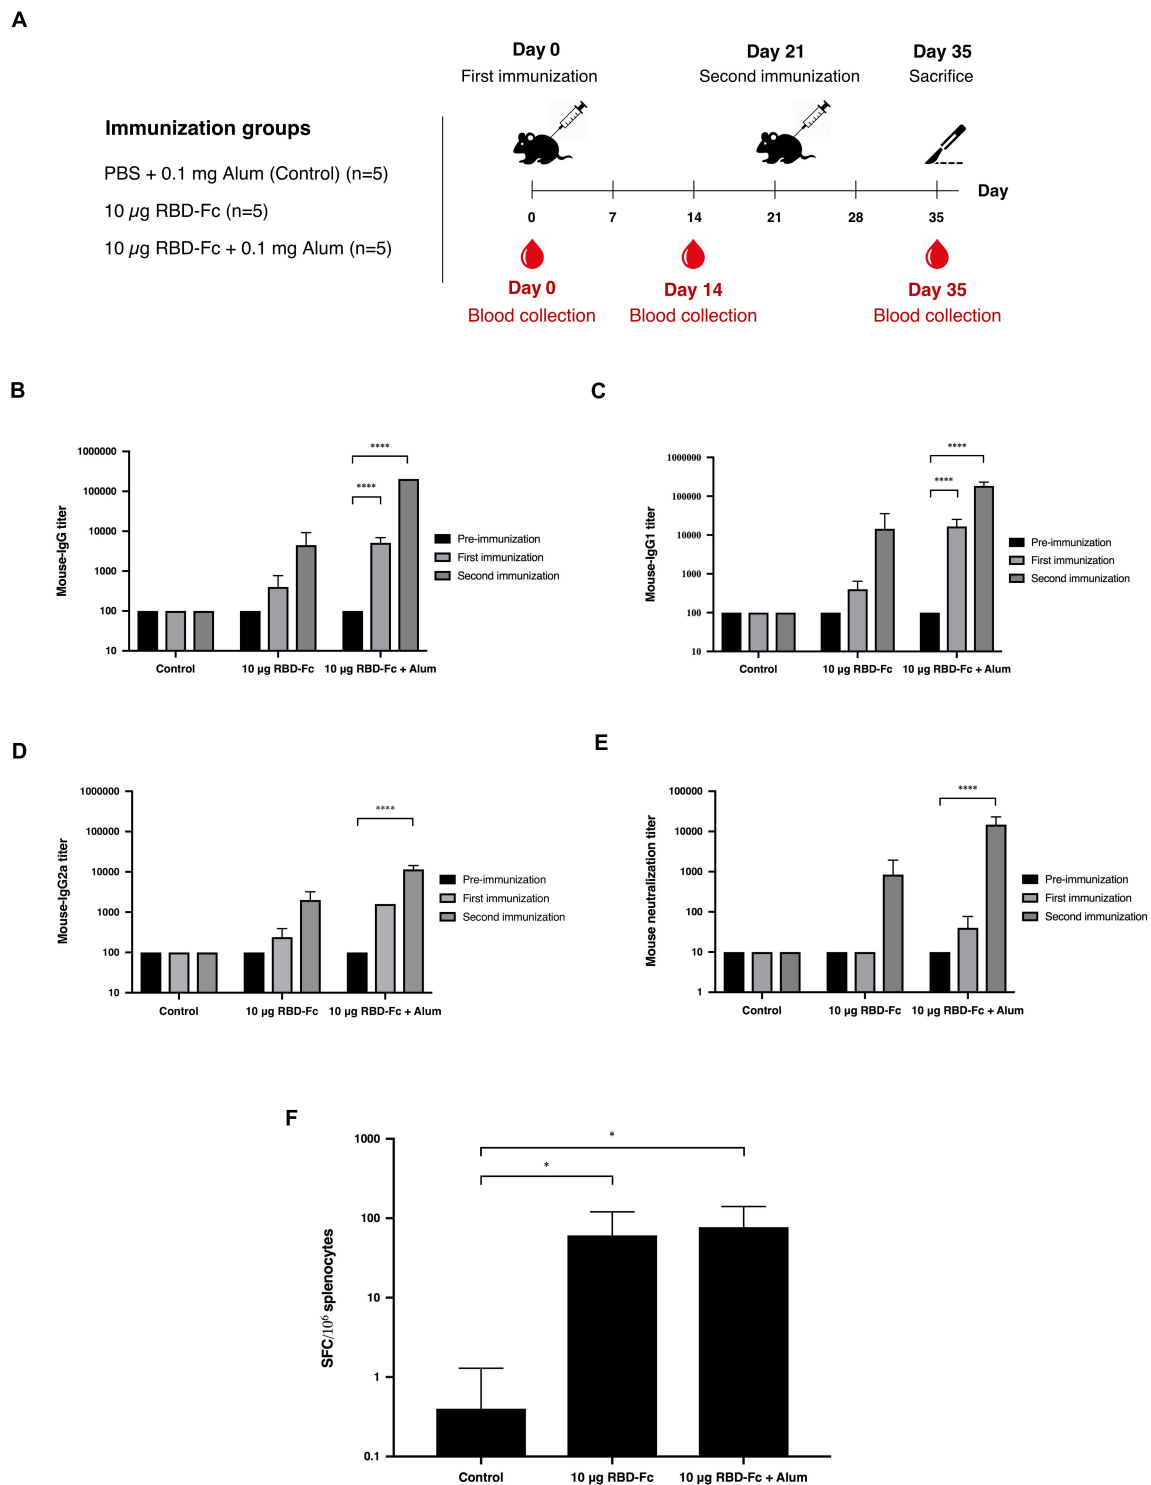 A
Day 0
First immunization
Day 21
Second immunization
Day 35
Sacrifice
Immunization groups
PBS + 0.1 mg Alum (Control) (n=5)
10 µg RBD-Fc (n=5)
10 µg RBD-Fc + 0.1 mg Alum (n=5)
Day
0 7 14 21 28 35
Day 0
Blood collection
Day 14
Blood collection
Day 35
Blood collection
B
Mouse-IgG titer
1000000
100000
10000
1000
100
10
****
****
Control
10 µg RBD-Fc
10 µg RBD-Fc + Alum
Pre-immunization
First immunization
Second immunization
C
Mouse-IgG1 titer
1000000
100000
10000
1000
100
10
****
****
Control
10 µg RBD-Fc
10 µg RBD-Fc + Alum
Pre-immunization
First immunization
Second immunization
D
Mouse-IgG2a titer
1000000
100000
10000
1000
100
10
****
Control
10 µg RBD-Fc
10 µg RBD-Fc + Alum
Pre-immunization
First immunization
Second immunization
E
Mouse neutralization titer
100000
10000
1000
100
10
1
****
Control
10 µg RBD-Fc
10 µg RBD-Fc + Alum
Pre-immunization
First immunization
Second immunization
F
SFC/10⁶ splenocytes
1000
100
10
1
0.1
*
*
Control
10 µg RBD-Fc
10 µg RBD-Fc + Alum